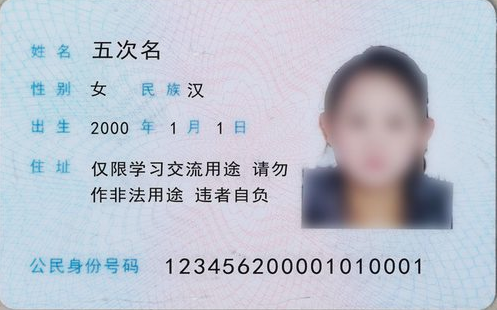 姓名 五次名
性别 女 民族 汉
出生 2000 年 1 月 1 日
住址 仅限学习交流用途 请勿
作非法用途 违者自负
公民身份号码 123456200001010001